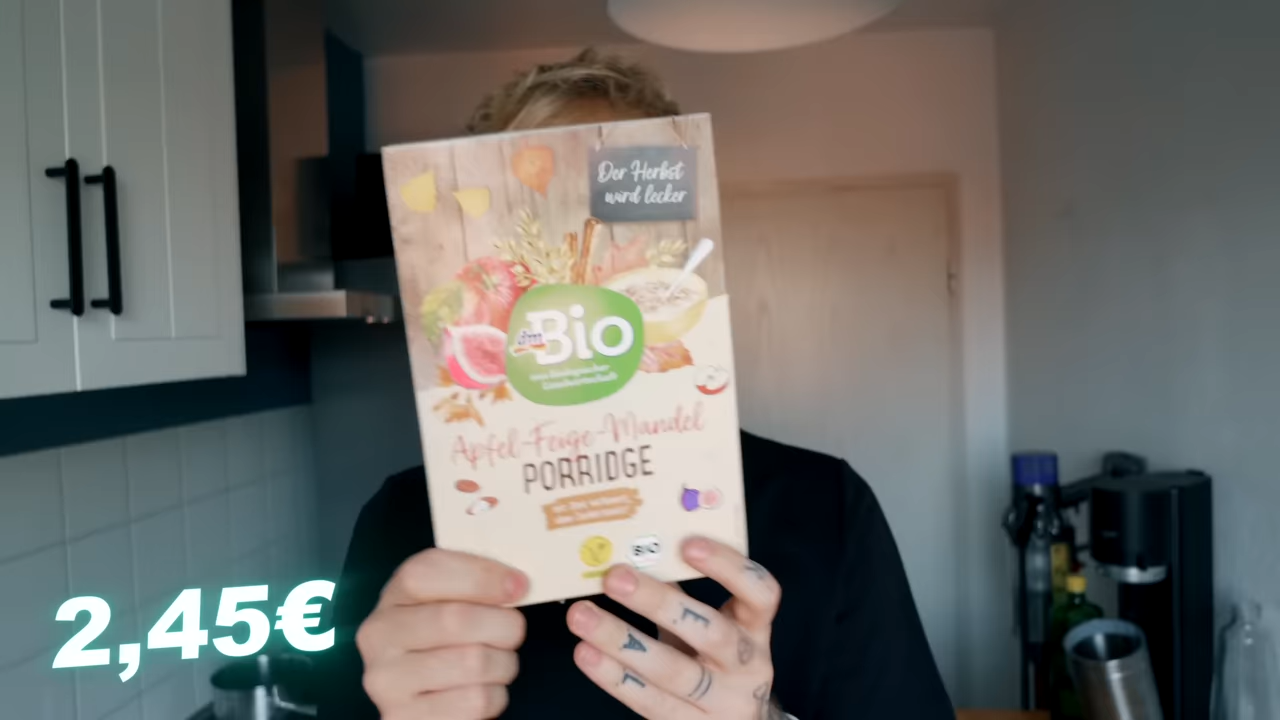 Der Herbst
wird lecker
dm
Bio
Apfel-Feige-Mandel
PORRIDGE
BIO
2,45€